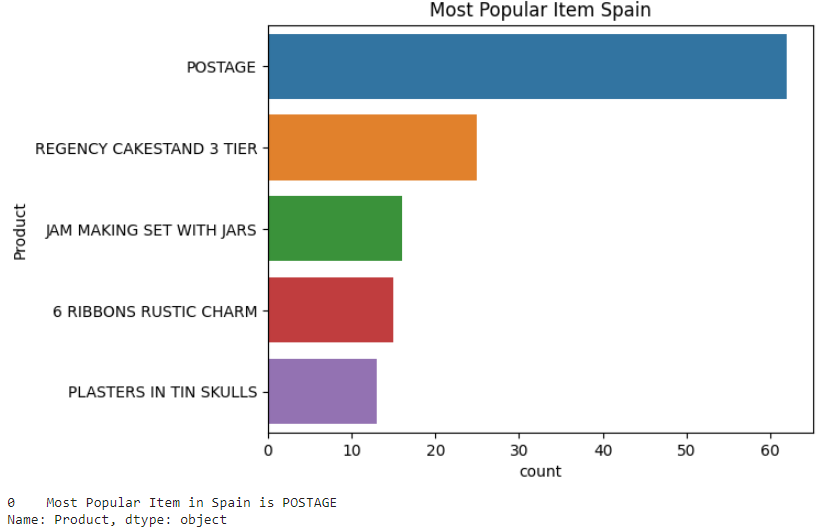 Most Popular Item Spain
POSTAGE
REGENCY CAKESTAND 3 TIER
JAM MAKING SET WITH JARS
6 RIBBONS RUSTIC CHARM
PLASTERS IN TIN SKULLS
Product
0 10 20 30 40 50 60
count
0    Most Popular Item in Spain is POSTAGE
Name: Product, dtype: object